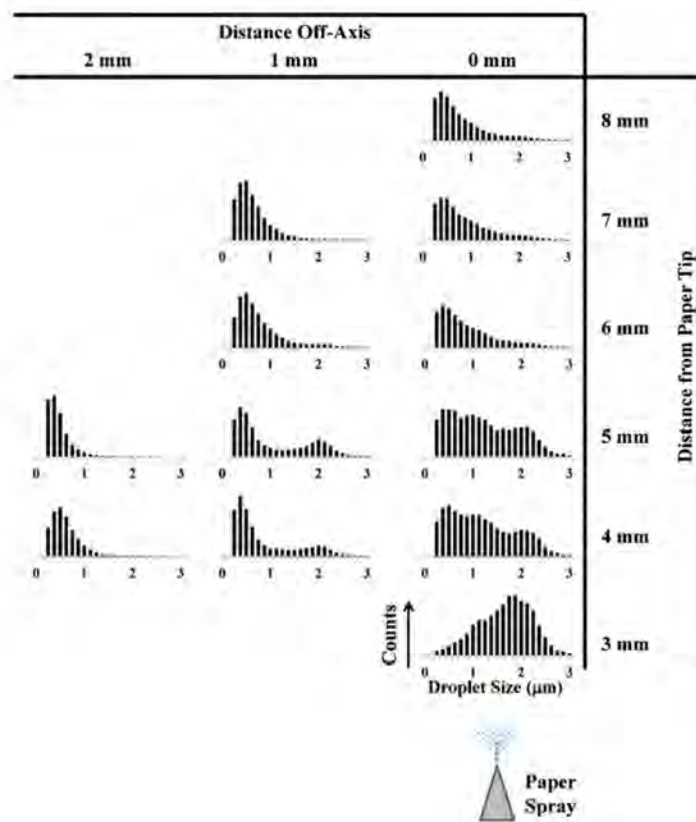 Distance Off-Axis
2 mm 1 mm 0 mm
8 mm
0 1 2 3
7 mm
0 1 2 3 0 1 2 3
6 mm
0 1 2 3 0 1 2 3
5 mm
0 1 2 3 0 1 2 3 0 1 2 3
4 mm
0 1 2 3 0 1 2 3 0 1 2 3
3 mm
0 1 2 3
Counts
Droplet Size (μm)
Distance from Paper Tip
Paper
Spray